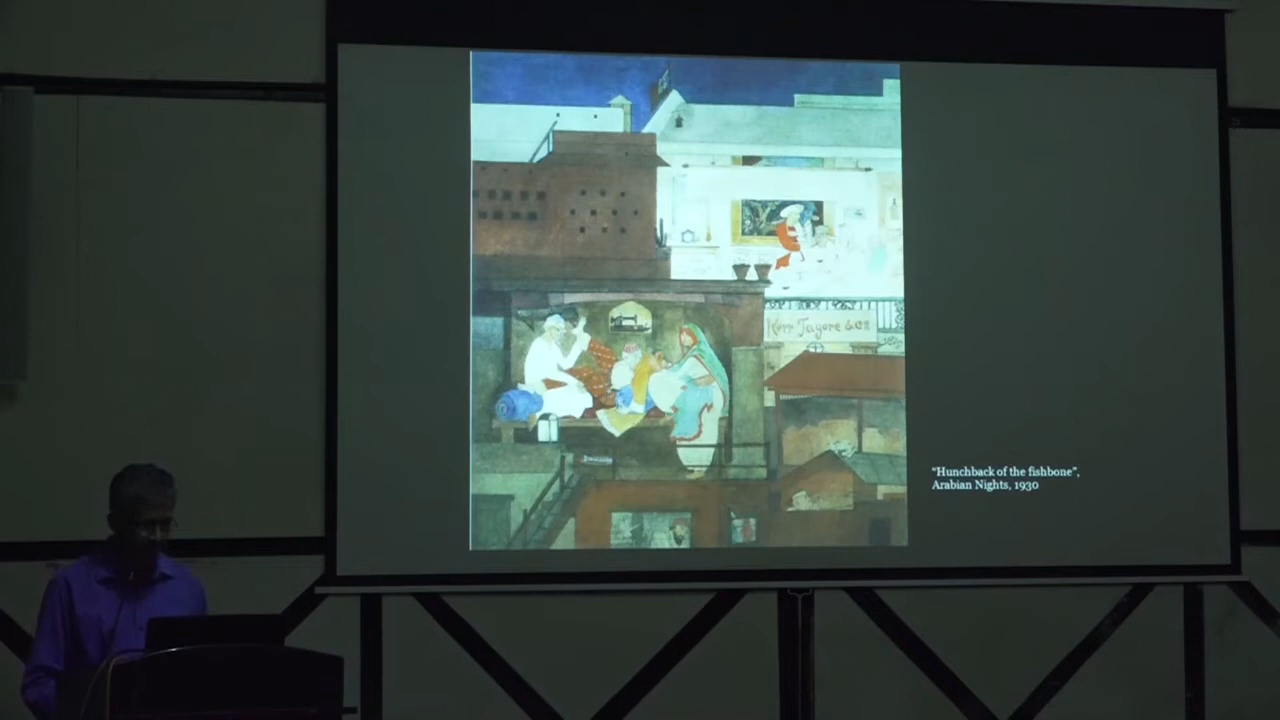 Kerr Tagore & Co
"Hunchback of the fishbone",
Arabian Nights, 1930